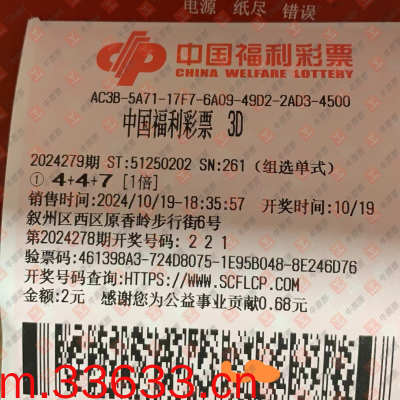 电源 纸尽 错误
中国福利彩票
CHINA WELFARE LOTTERY
AC3B-5A71-17F7-6A09-49D2-2AD3-4500
中国福利彩票 3D
2024279期 ST:51250202 SN:261 (组选单式)
① 4+4+7 [1倍]
销售时间:2024/10/19-18:35:57 开奖时间:10/19
叙州区西区原香岭步行街6号
第2024278期开奖号码: 2 2 1
验票码:461398A3-724D8075-1E95B048-8E246D76
开奖号码查询:HTTPS://WWW.SCFLCP.COM/
金额:2元 感谢您为公益事业贡献0.68元
m.33633.cn